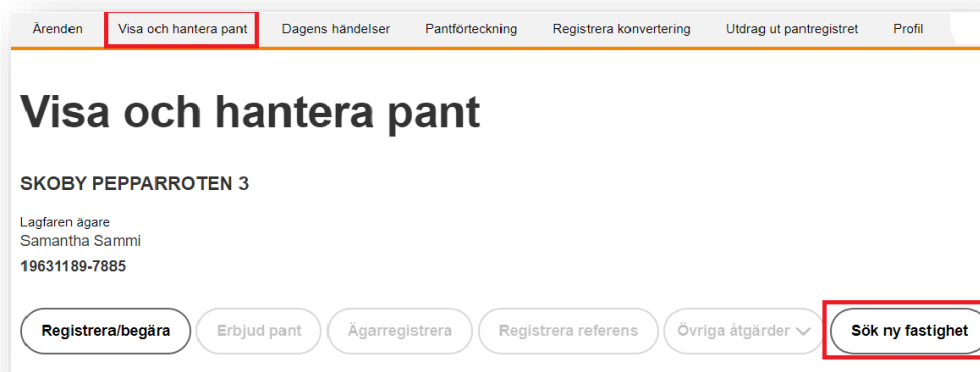 Ärenden Visa och hantera pant Dagens händelser Pantförteckning Registrera konvertering Utdrag ut pantregistret Profil
Visa och hantera pant
SKOBY PEPPARROTEN 3
Lagfaren ägare
Samantha Sammi
19631189-7885
Registrera/begära Erbjud pant Ägarregistrera Registrera referens Övriga åtgärder Sök ny fastighet